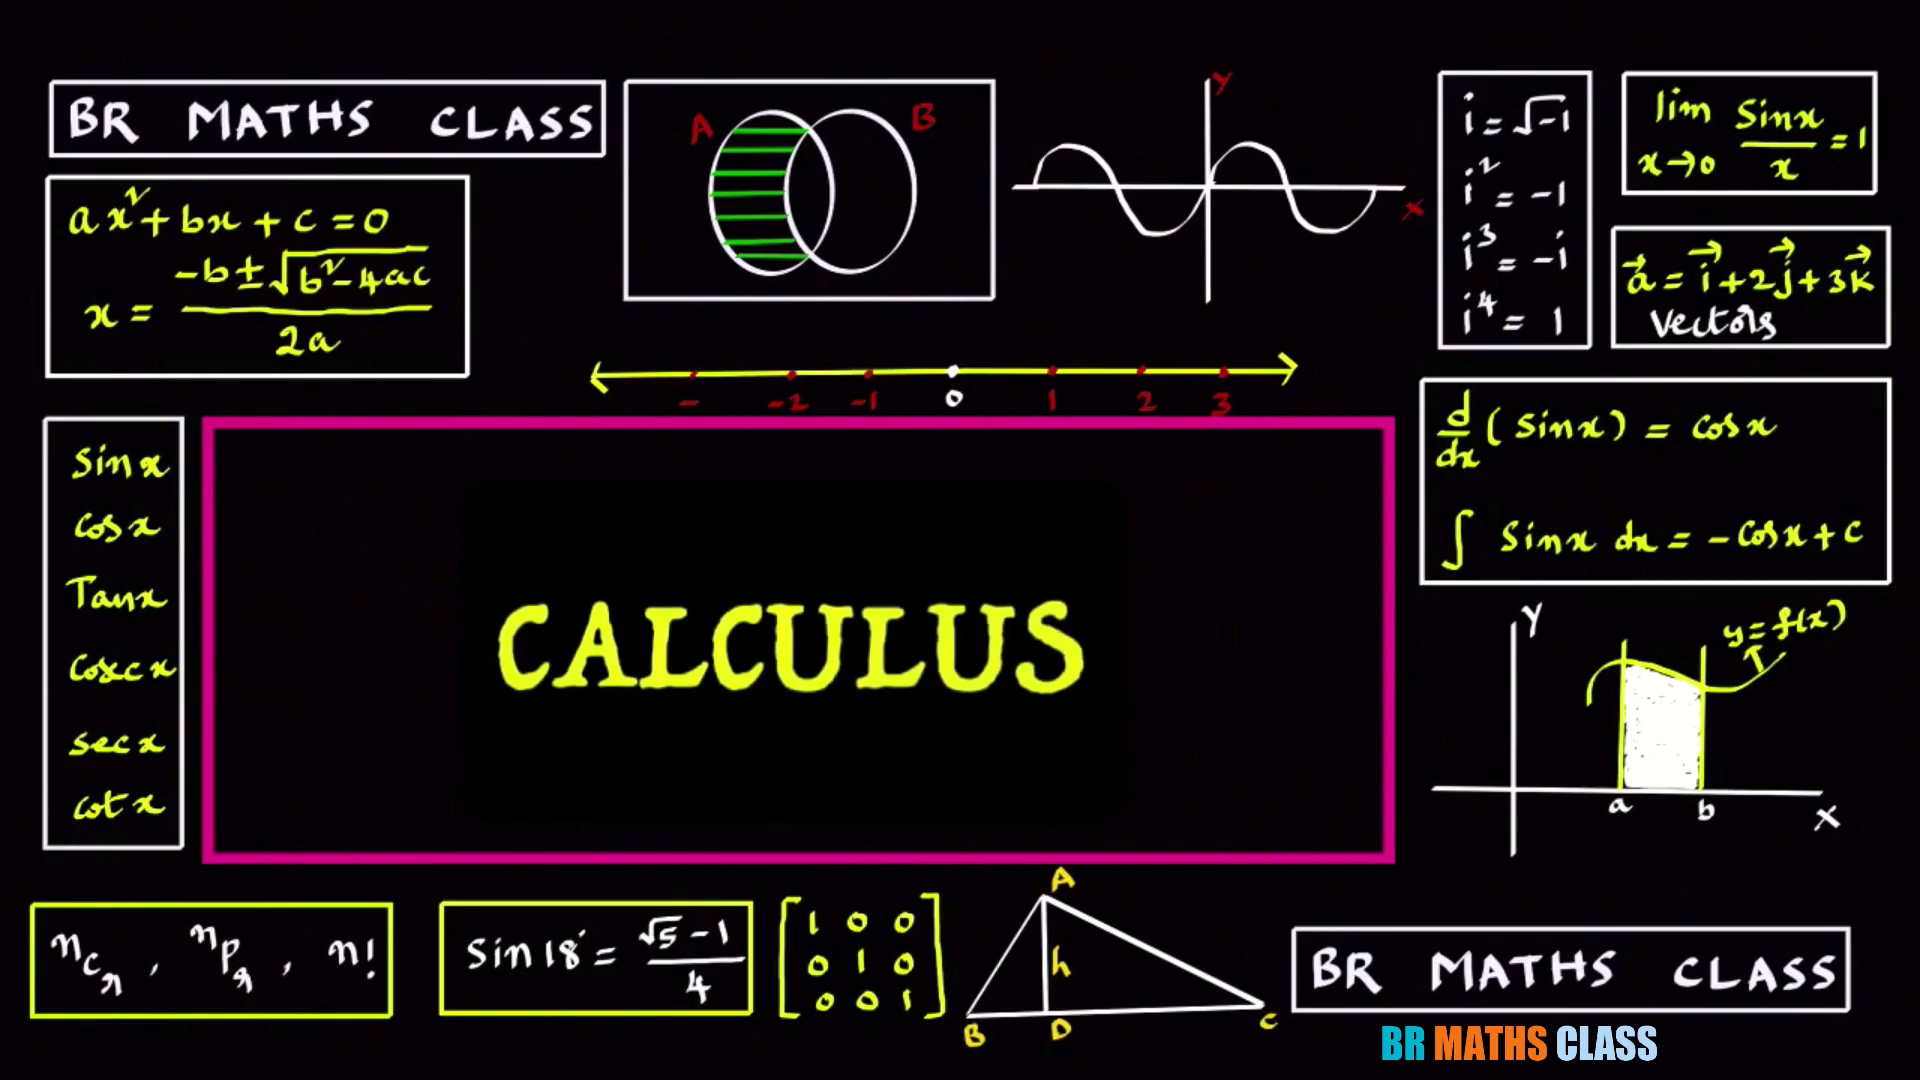 BR MATHS CLASS
ax²+bx+c=0
x = (-b±√(b²-4ac))/2a
A B
Y
X
i=√-1
i²=-1
i³=-i
i⁴=1
lim x→0 Sinx/x =1
a⃗=i⃗+2j⃗+3k⃗
Vectors
- -2 -1 0 1 2 3
Sinx
Cosx
Tanx
Cosecx
secx
cotx
CALCULUS
d/dx (Sinx) = Cosx
∫ Sinx dx = -Cosx+C
Y
y=f(x)
a b
X
ⁿCᵣ, ⁿPᵣ, n!
Sin18°=(√5-1)/4
1 0 0
0 1 0
0 0 1
A
h
B D C
BR MATHS CLASS
BR MATHS CLASS